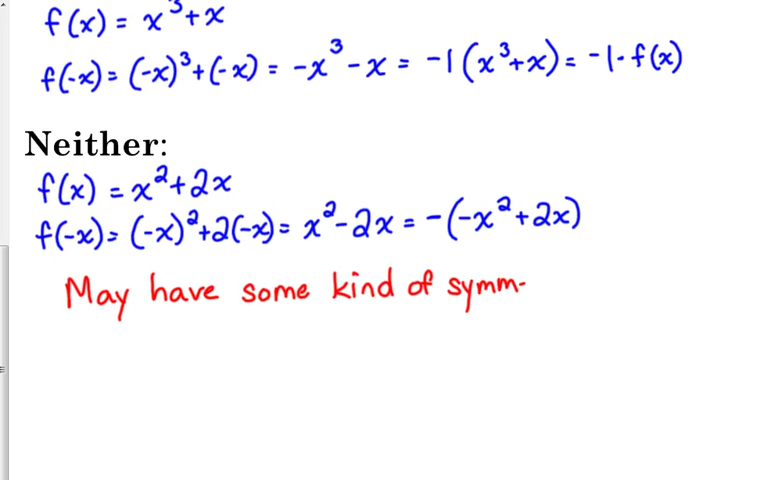 f(x) = x³+x
f(-x) = (-x)³+(-x) = -x³-x = -1(x³+x) = -1·f(x)
Neither:
f(x) = x²+2x
f(-x) = (-x)²+2(-x) = x²-2x = -(-x²+2x)
May have some kind of symm-